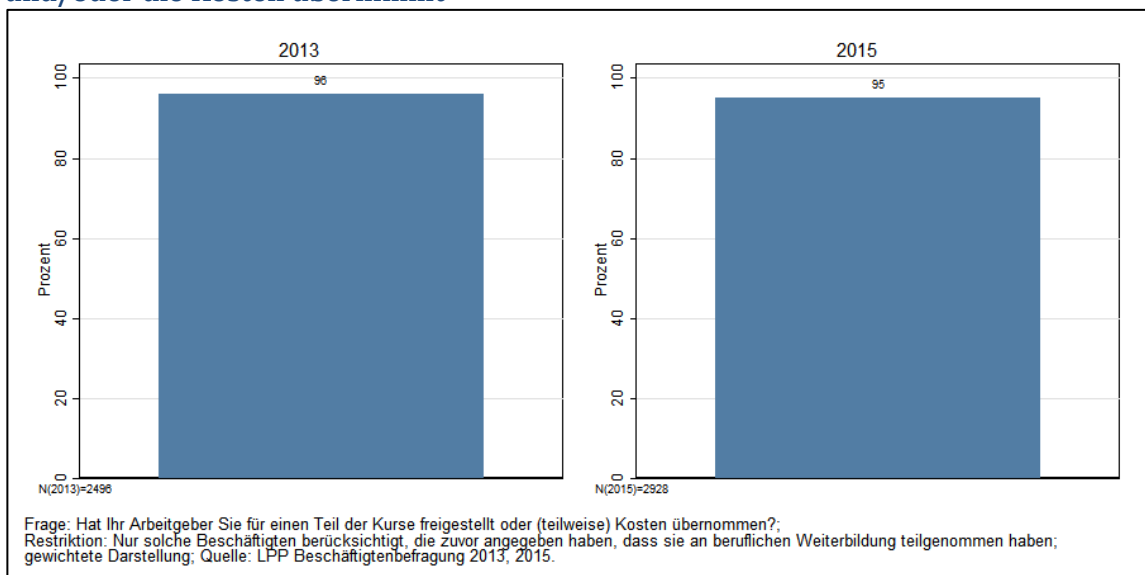 und/oder die Kosten übernimmt
2013
2015
96
95
100
80
60
40
20
0
Prozent
100
80
60
40
20
0
Prozent
N(2013)=2496
N(2015)=2928
Frage: Hat Ihr Arbeitgeber Sie für einen Teil der Kurse freigestellt oder (teilweise) Kosten übernommen?;
Restriktion: Nur solche Beschäftigten berücksichtigt, die zuvor angegeben haben, dass sie an beruflichen Weiterbildung teilgenommen haben;
gewichtete Darstellung; Quelle: LPP Beschäftigtenbefragung 2013, 2015.